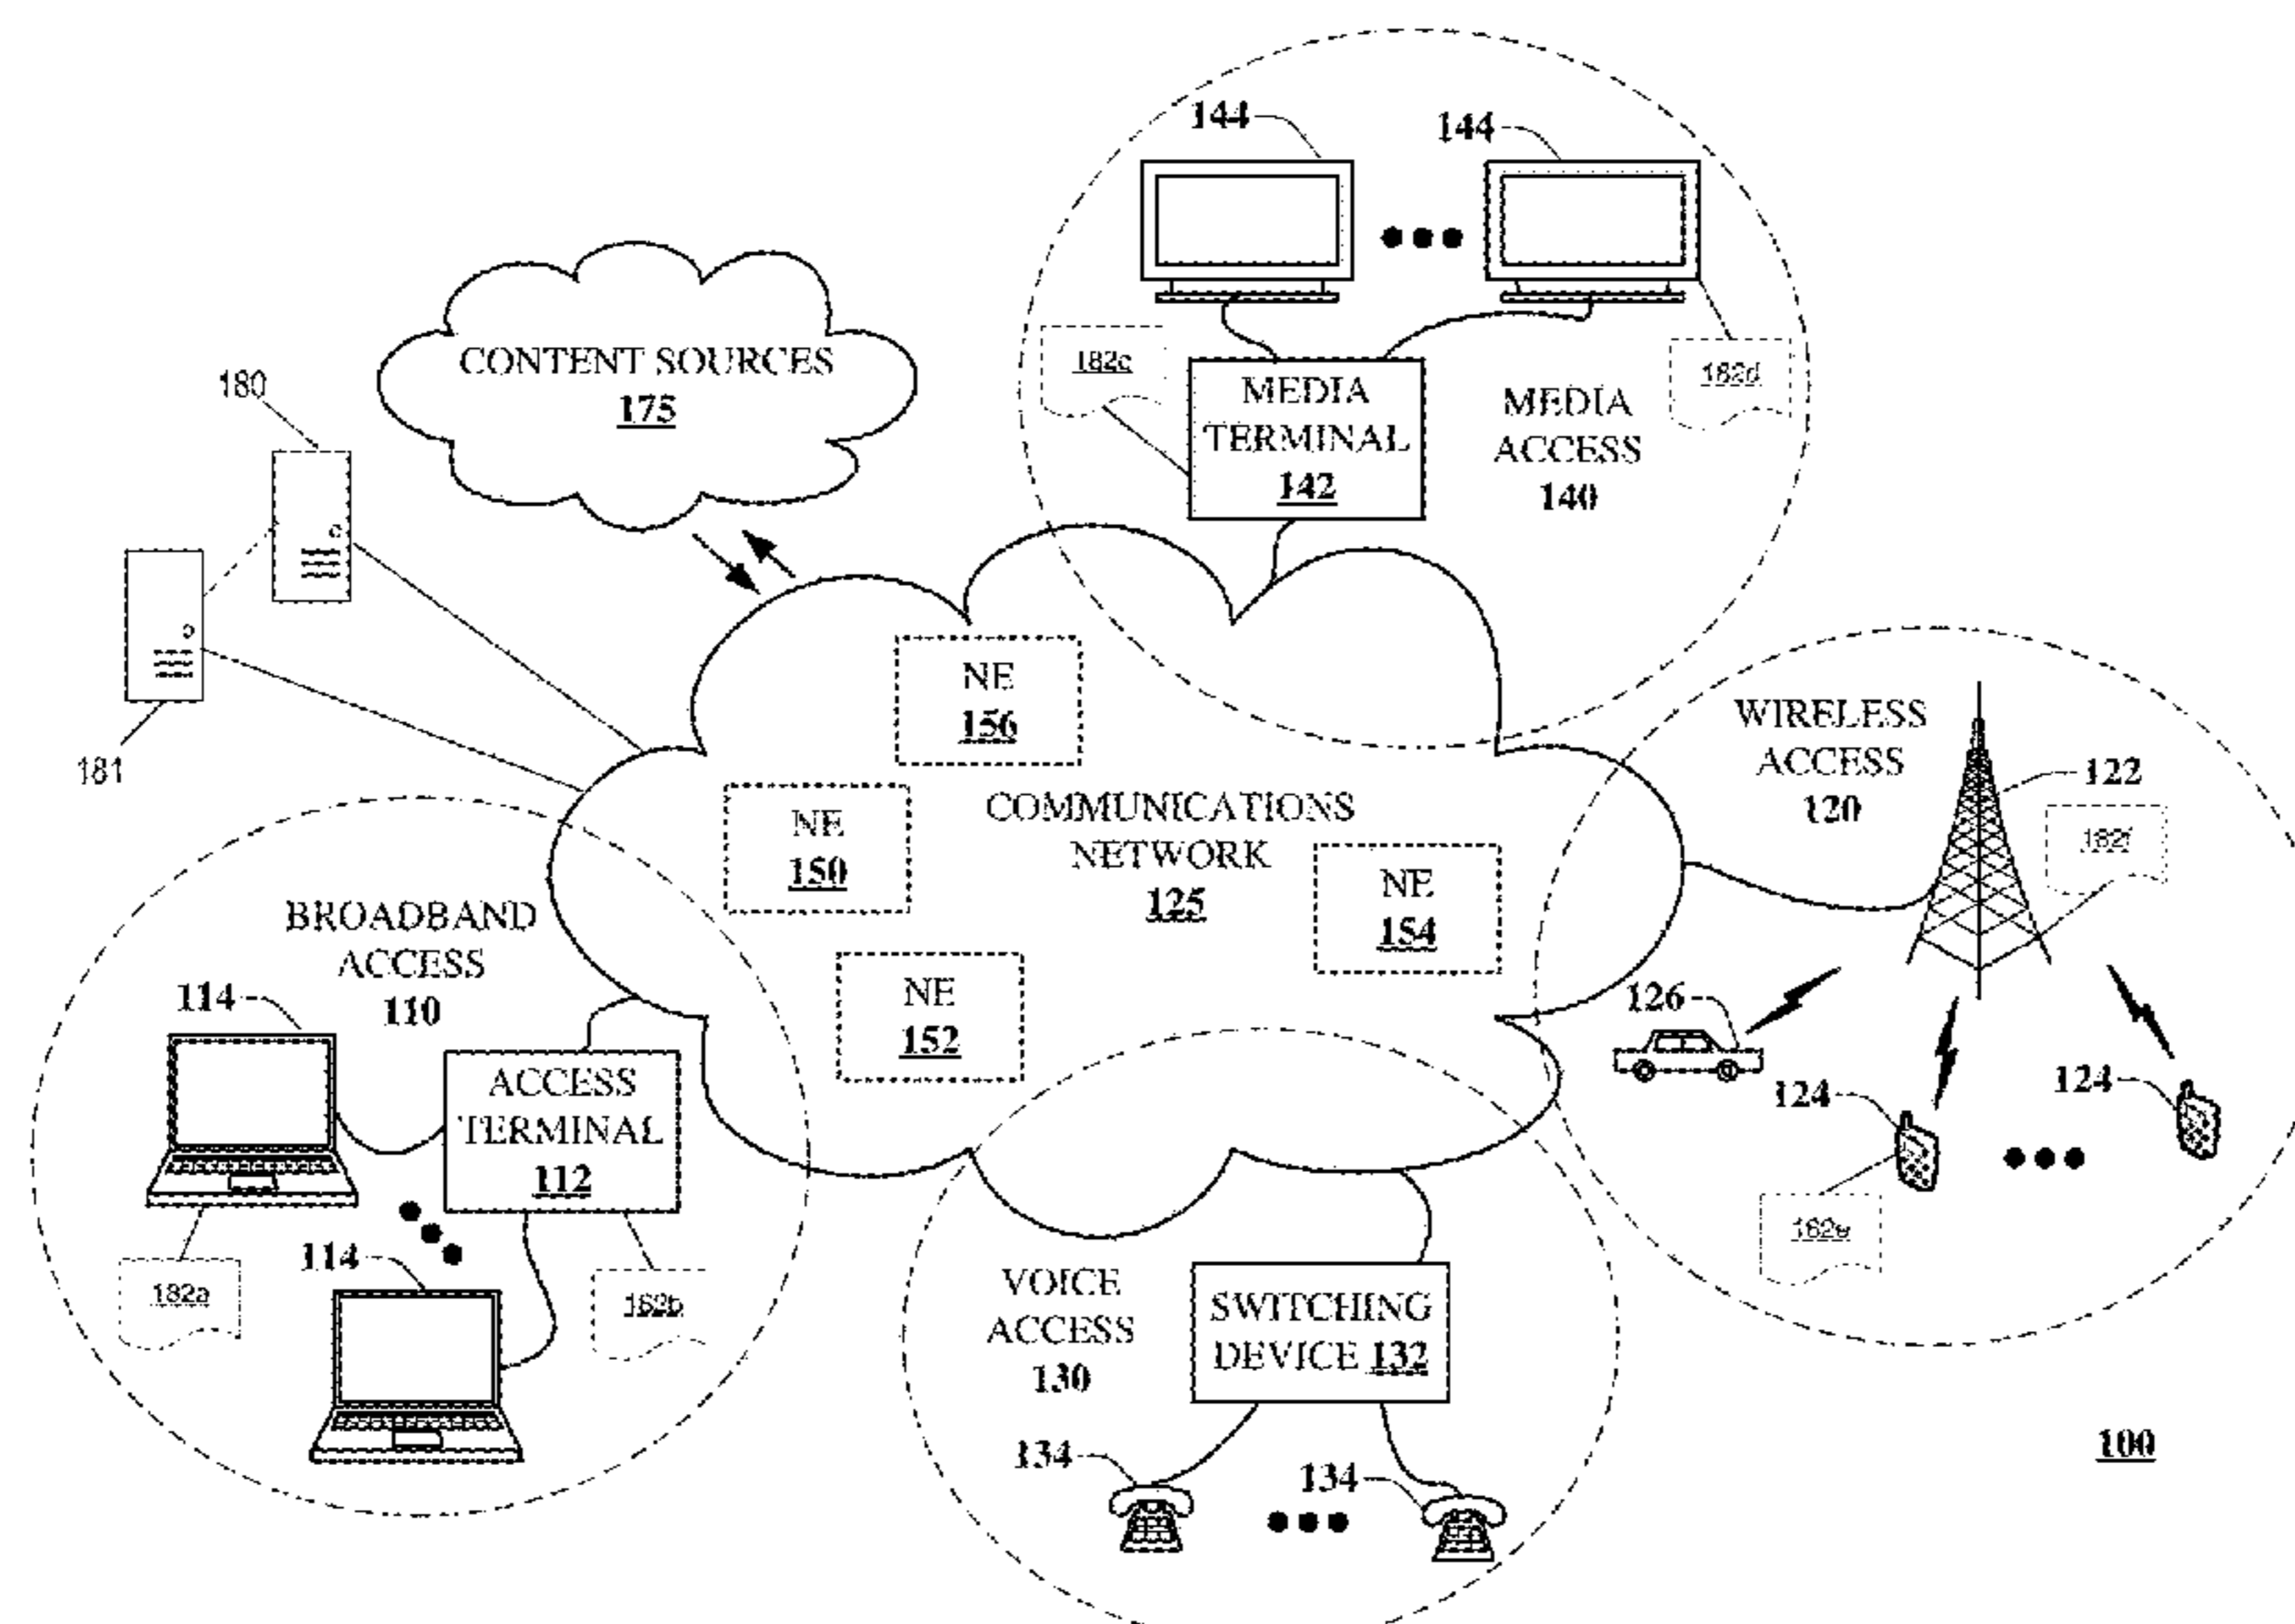 144
144
CONTENT SOURCES
175
180
182c
MEDIA
TERMINAL
142
MEDIA
ACCESS
140
182d
181
NE
156
WIRELESS
ACCESS
120
122
182f
NE
150
COMMUNICATIONS
NETWORK
125
NE
154
BROADBAND
ACCESS
110
114
NE
152
126
124
124
ACCESS
TERMINAL
112
182a
114
182b
182e
VOICE
ACCESS
130
SWITCHING
DEVICE 132
134
134
100